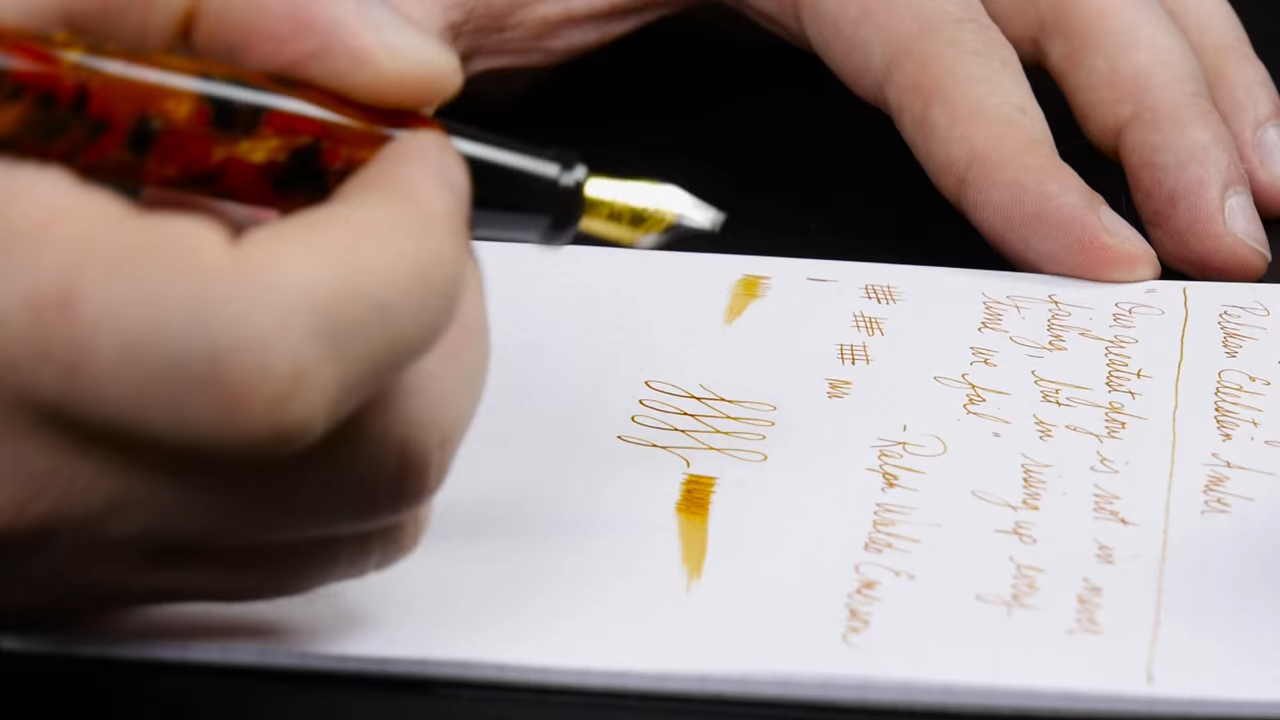 Pelikan Edelstein Amber
"Our greatest glory is not in never
failing, but in rising up every
time we fail."
-Ralph Waldo Emerson